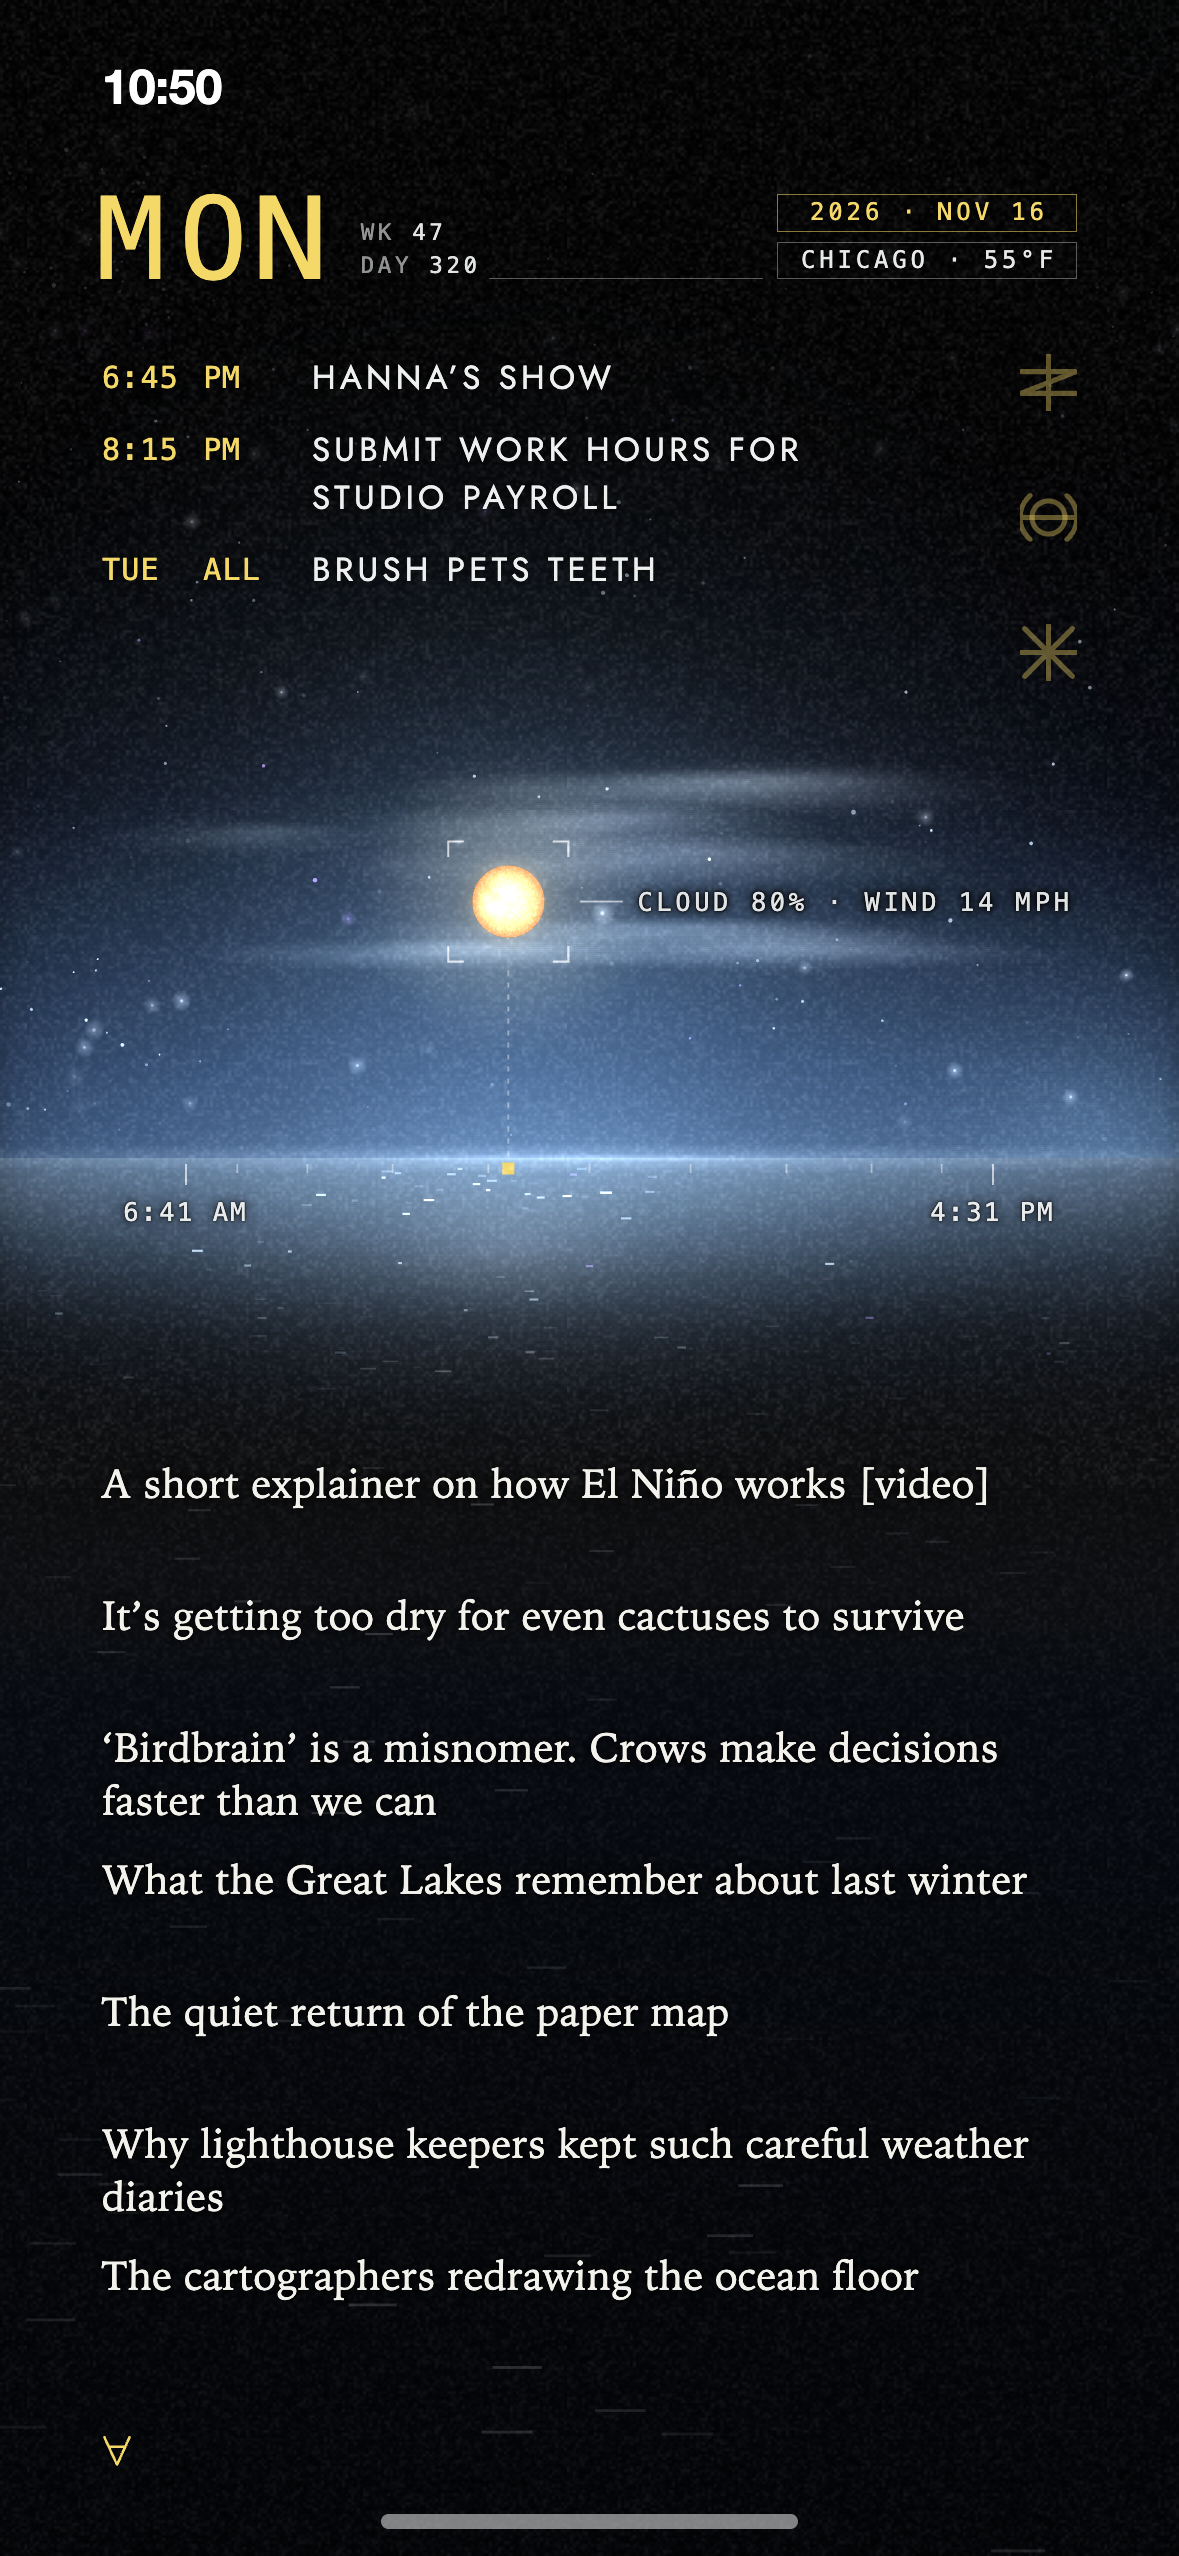 10:50
MON
WK 47
DAY 320
2026 · NOV 16
CHICAGO · 55°F
6:45 PM HANNA’S SHOW
8:15 PM SUBMIT WORK HOURS FOR
STUDIO PAYROLL
TUE ALL BRUSH PETS TEETH
CLOUD 80% · WIND 14 MPH
6:41 AM
4:31 PM
A short explainer on how El Niño works [video]
It’s getting too dry for even cactuses to survive
‘Birdbrain’ is a misnomer. Crows make decisions
faster than we can
What the Great Lakes remember about last winter
The quiet return of the paper map
Why lighthouse keepers kept such careful weather
diaries
The cartographers redrawing the ocean floor
∀